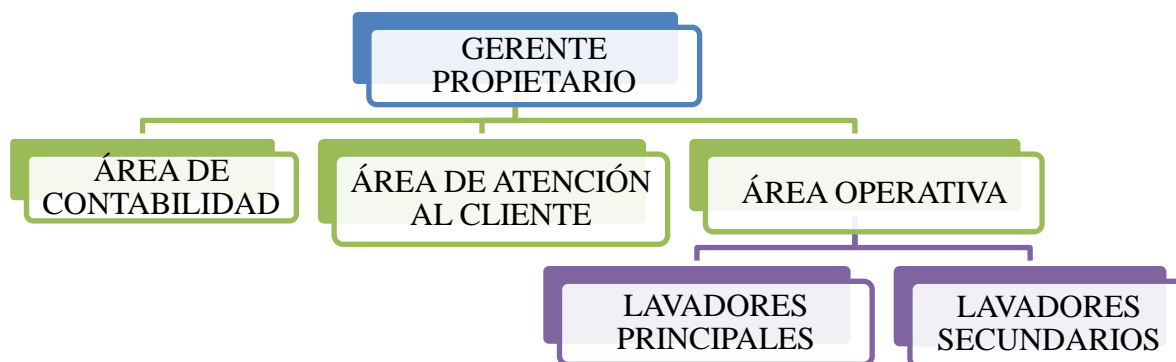 GERENTE
PROPIETARIO
ÁREA DE
CONTABILIDAD
ÁREA DE ATENCIÓN
AL CLIENTE
ÁREA OPERATIVA
LAVADORES
PRINCIPALES
LAVADORES
SECUNDARIOS